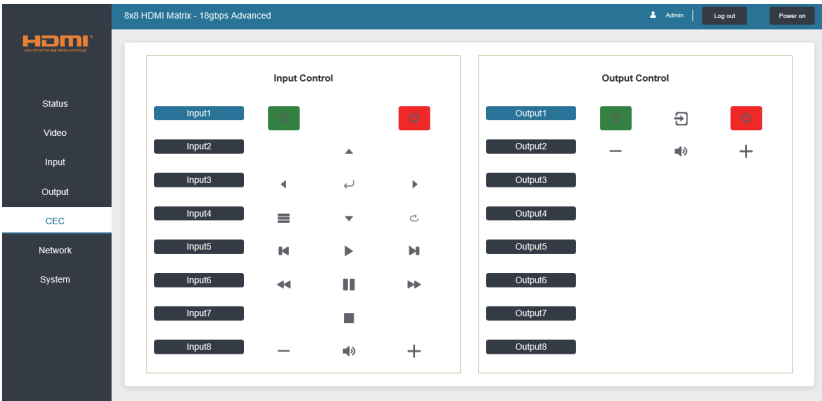 8x8 HDMI Matrix - 18gbps Advanced
Admin
Log out
Power on
HDMI
Status
Video
Input
Output
CEC
Network
System
Input Control
Input1
Input2
Input3
Input4
Input5
Input6
Input7
Input8
Output Control
Output1
Output2
Output3
Output4
Output5
Output6
Output7
Output8